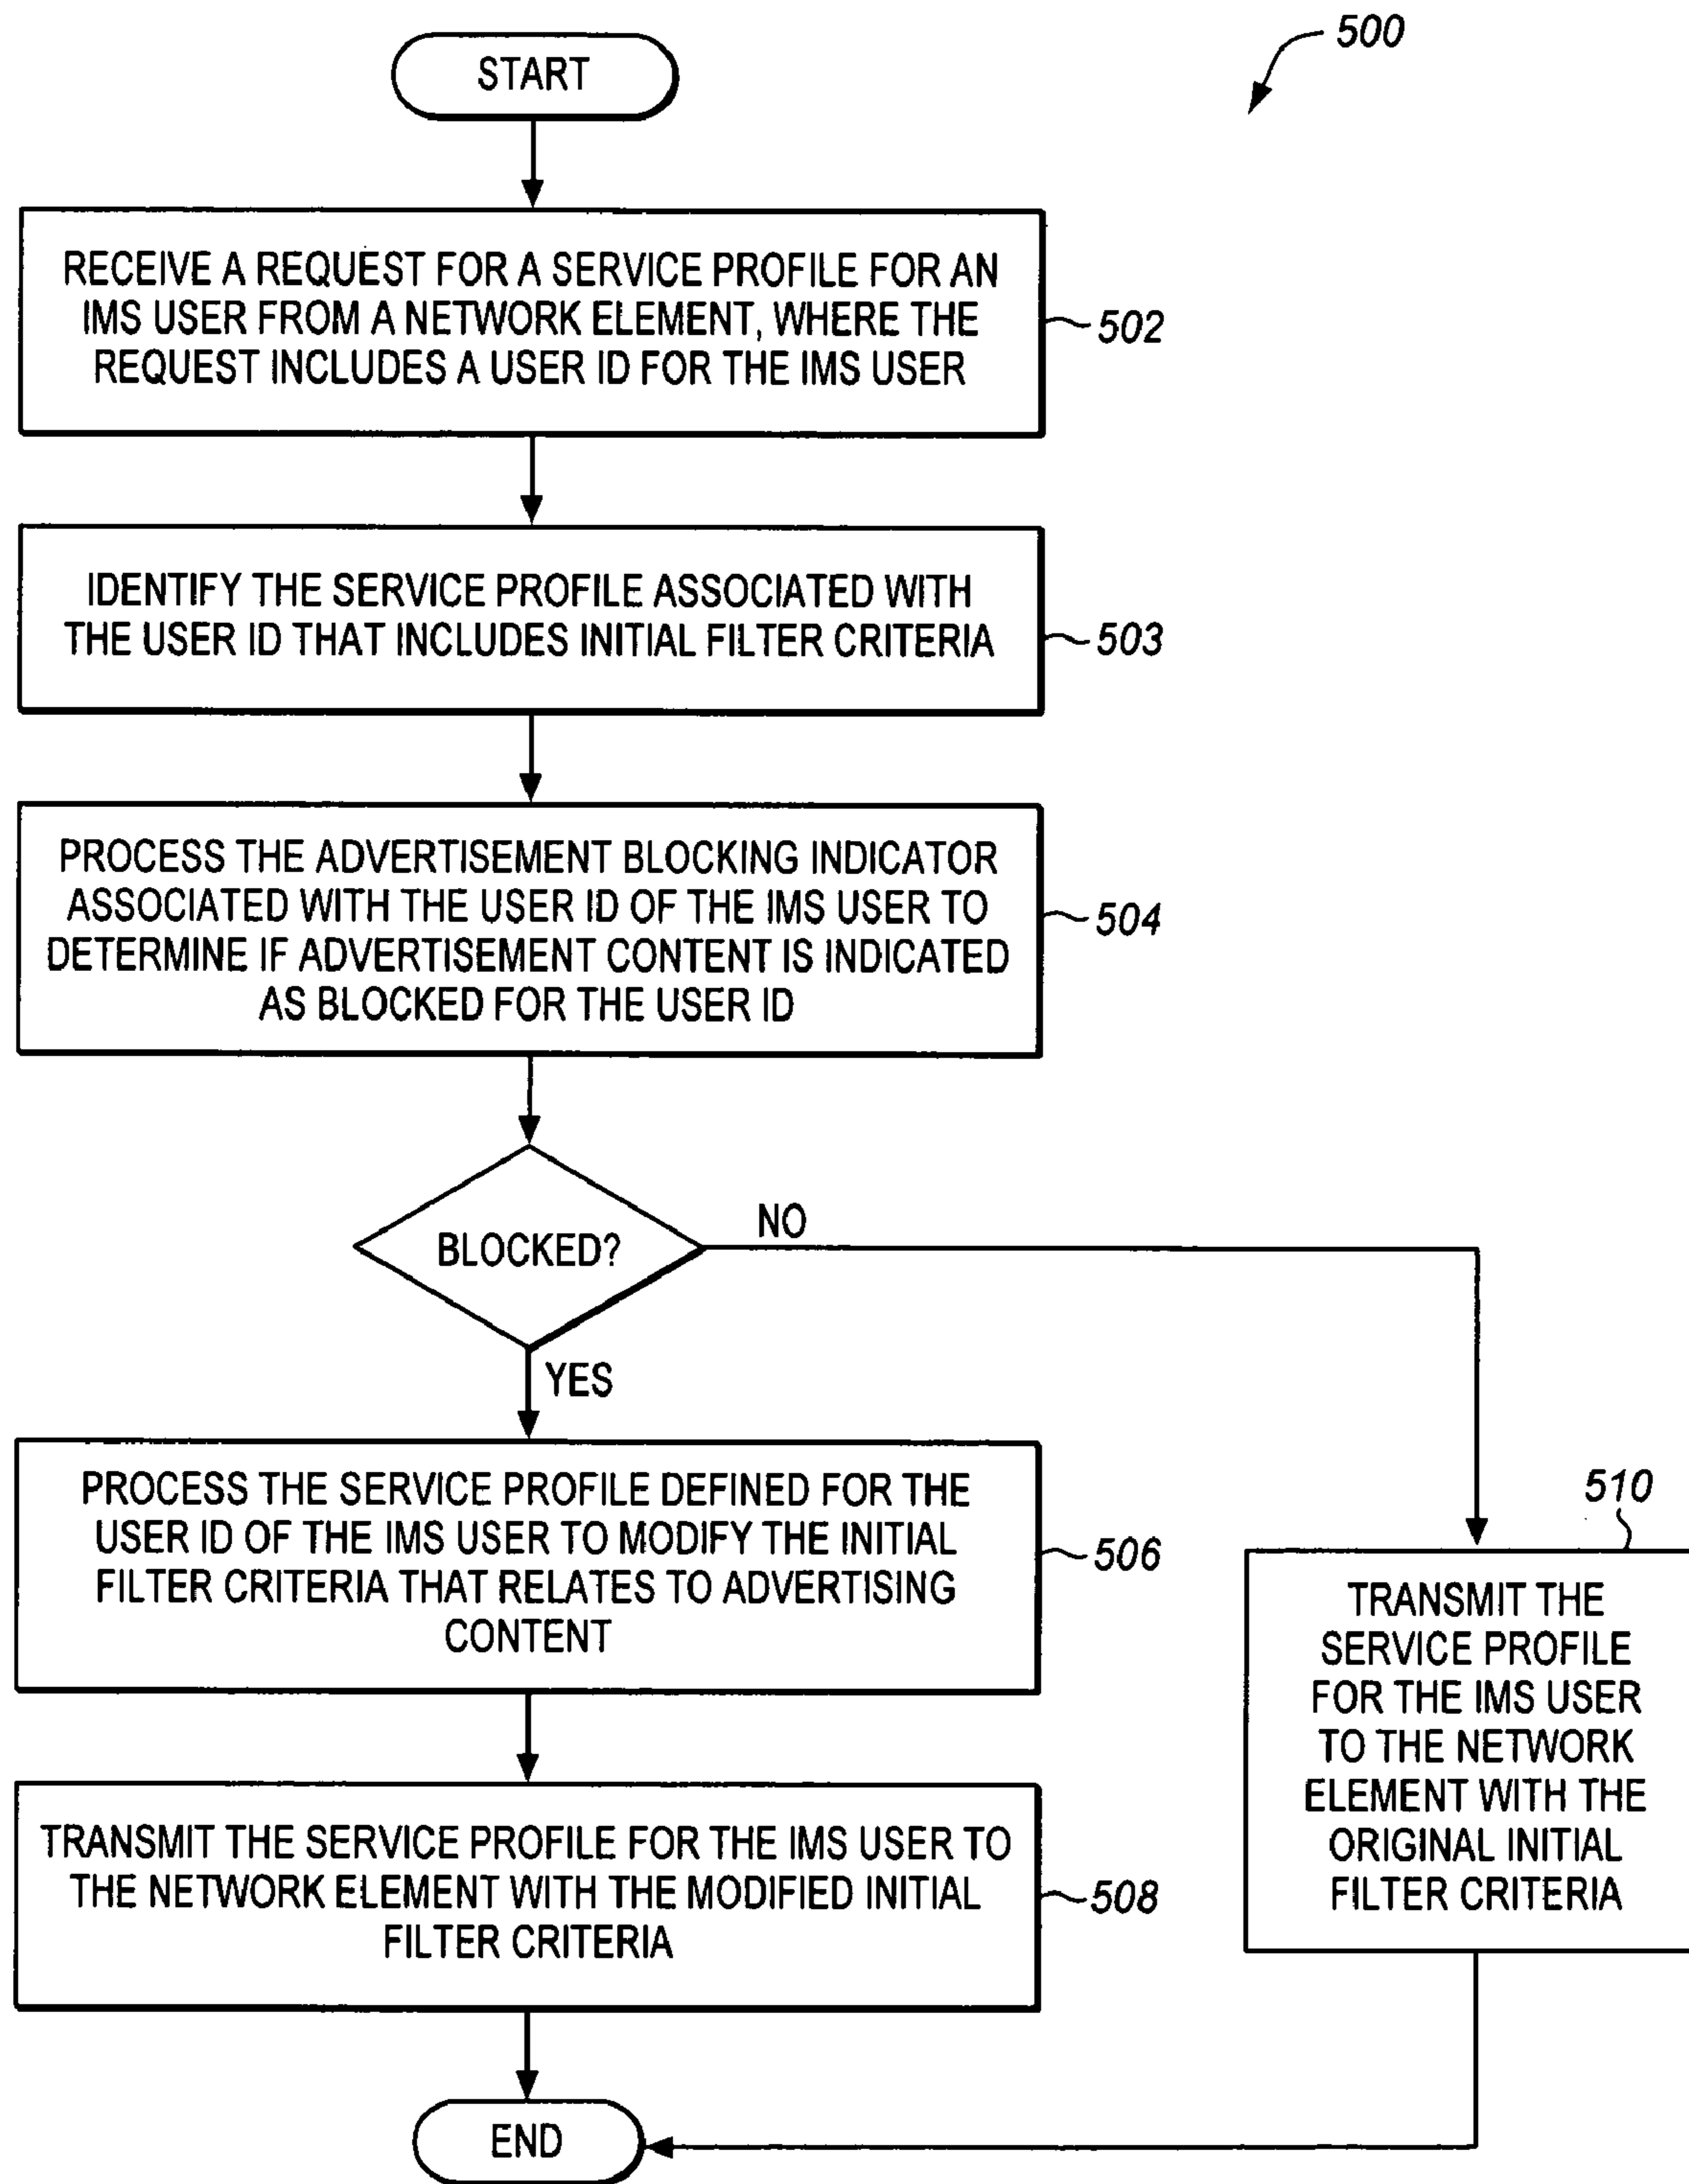 500
START
RECEIVE A REQUEST FOR A SERVICE PROFILE FOR AN
IMS USER FROM A NETWORK ELEMENT, WHERE THE
REQUEST INCLUDES A USER ID FOR THE IMS USER
502
IDENTIFY THE SERVICE PROFILE ASSOCIATED WITH
THE USER ID THAT INCLUDES INITIAL FILTER CRITERIA
503
PROCESS THE ADVERTISEMENT BLOCKING INDICATOR
ASSOCIATED WITH THE USER ID OF THE IMS USER TO
DETERMINE IF ADVERTISEMENT CONTENT IS INDICATED
AS BLOCKED FOR THE USER ID
504
BLOCKED?
NO
YES
PROCESS THE SERVICE PROFILE DEFINED FOR THE
USER ID OF THE IMS USER TO MODIFY THE INITIAL
FILTER CRITERIA THAT RELATES TO ADVERTISING
CONTENT
506
510
TRANSMIT THE
SERVICE PROFILE
FOR THE IMS USER
TO THE NETWORK
ELEMENT WITH THE
ORIGINAL INITIAL
FILTER CRITERIA
TRANSMIT THE SERVICE PROFILE FOR THE IMS USER TO
THE NETWORK ELEMENT WITH THE MODIFIED INITIAL
FILTER CRITERIA
508
END